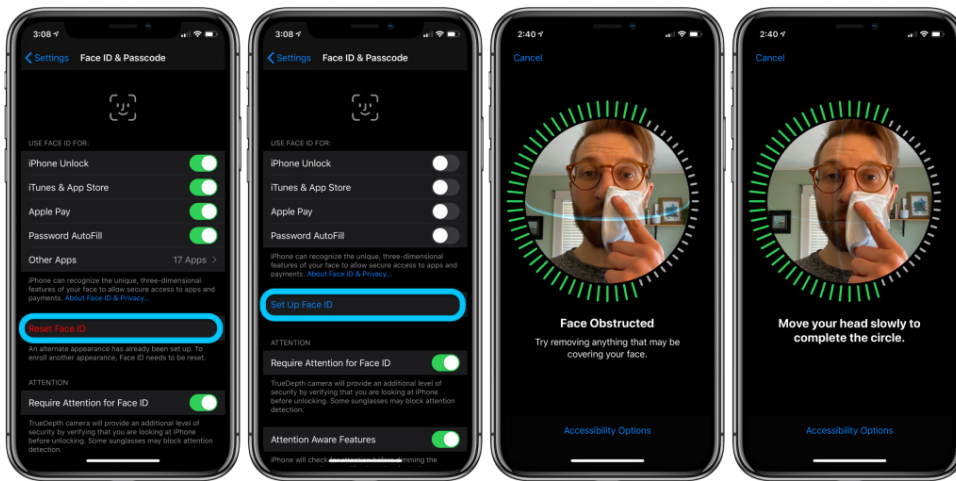 3:08
Settings Face ID & Passcode
USE FACE ID FOR:
iPhone Unlock
iTunes & App Store
Apple Pay
Password AutoFill
Other Apps 17 Apps
iPhone can recognize the unique, three-dimensional
features of your face to allow secure access to apps and
payments. About Face ID & Privacy...
Reset Face ID
An alternate appearance has already been set up. To
enroll another appearance, Face ID needs to be reset.
ATTENTION
Require Attention for Face ID
TrueDepth camera will provide an additional level of
security by verifying that you are looking at iPhone
before unlocking. Some sunglasses may block attention
detection.
3:08
Settings Face ID & Passcode
USE FACE ID FOR:
iPhone Unlock
iTunes & App Store
Apple Pay
Password AutoFill
iPhone can recognize the unique, three-dimensional
features of your face to allow secure access to apps and
payments. About Face ID & Privacy...
Set Up Face ID
ATTENTION
Require Attention for Face ID
TrueDepth camera will provide an additional level of
security by verifying that you are looking at iPhone
before unlocking. Some sunglasses may block attention
detection.
Attention Aware Features
iPhone will check for attention before dimming the
2:40
Cancel
Face Obstructed
Try removing anything that may be
covering your face.
Accessibility Options
2:40
Cancel
Move your head slowly to
complete the circle.
Accessibility Options